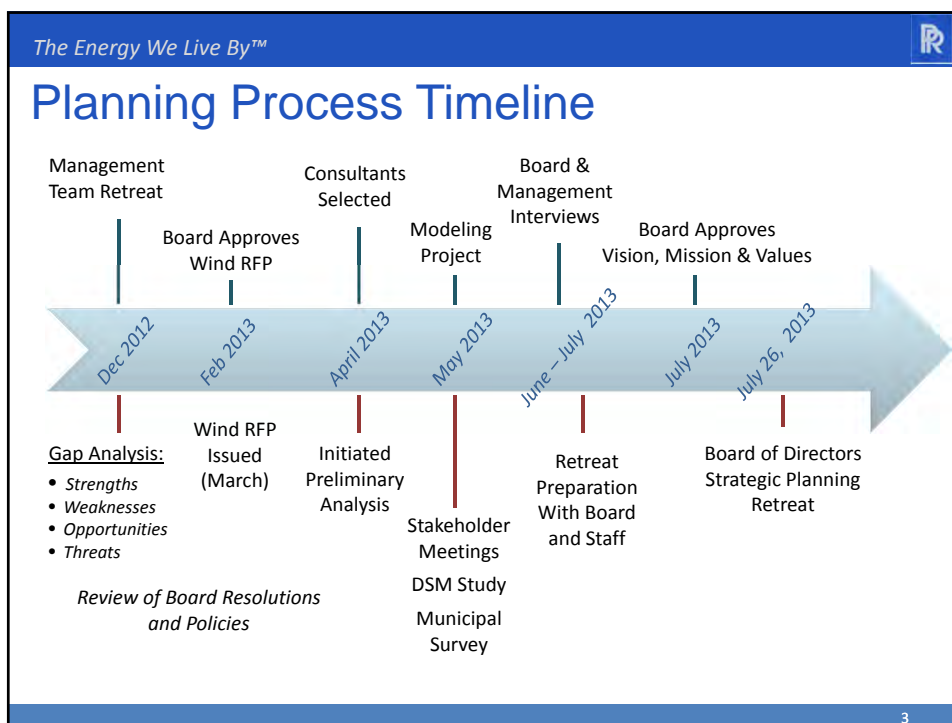 The Energy We Live By™
PR
Planning Process Timeline
Management
Team Retreat
Board Approves
Wind RFP
Consultants
Selected
Modeling
Project
Board &
Management
Interviews
Board Approves
Vision, Mission & Values
Dec 2012
Feb 2013
April 2013
May 2013
June – July 2013
July 2013
July 26, 2013
Gap Analysis:
• Strengths
• Weaknesses
• Opportunities
• Threats
Wind RFP
Issued
(March)
Initiated
Preliminary
Analysis
Stakeholder
Meetings
DSM Study
Municipal
Survey
Retreat
Preparation
With Board
and Staff
Board of Directors
Strategic Planning
Retreat
Review of Board Resolutions
and Policies
3